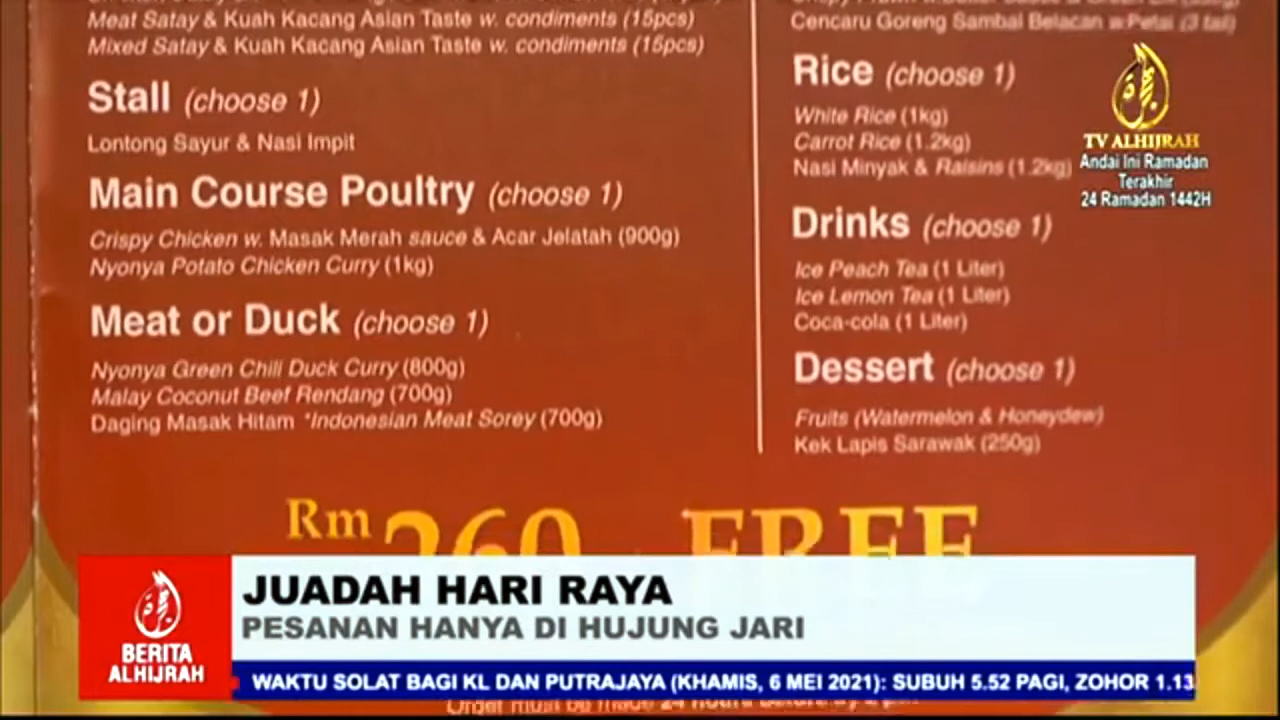 Meat Satay & Kuah Kacang Asian Taste w. condiments (15pcs)
Mixed Satay & Kuah Kacang Asian Taste w. condiments (15pcs)
Stall (choose 1)
Lontong Sayur & Nasi Impit
Main Course Poultry (choose 1)
Crispy Chicken w. Masak Merah sauce & Acar Jelatah (900g)
Nyonya Potato Chicken Curry (1kg)
Meat or Duck (choose 1)
Nyonya Green Chili Duck Curry (800g)
Malay Coconut Beef Rendang (700g)
Daging Masak Hitam *Indonesian Meat Sorey (700g)
Cencaru Goreng Sambal Belacan w Petai (3 tail)
Rice (choose 1)
White Rice (1kg)
Carrot Rice (1.2kg)
Nasi Minyak & Raisins (1.2kg)
Drinks (choose 1)
Ice Peach Tea (1 Liter)
Ice Lemon Tea (1 Liter)
Coca-cola (1 Liter)
Dessert (choose 1)
Fruits (Watermelon & Honeydew)
Kek Lapis Sarawak (250g)
TV ALHIJRAH
Andai Ini Ramadan
Terakhir
24 Ramadan 1442H
Rm 260 FREE
BERITA
ALHIJRAH
JUADAH HARI RAYA
PESANAN HANYA DI HUJUNG JARI
WAKTU SOLAT BAGI KL DAN PUTRAJAYA (KHAMIS, 6 MEI 2021): SUBUH 5.52 PAGI, ZOHOR 1.13
Order must be made 24 hours before by